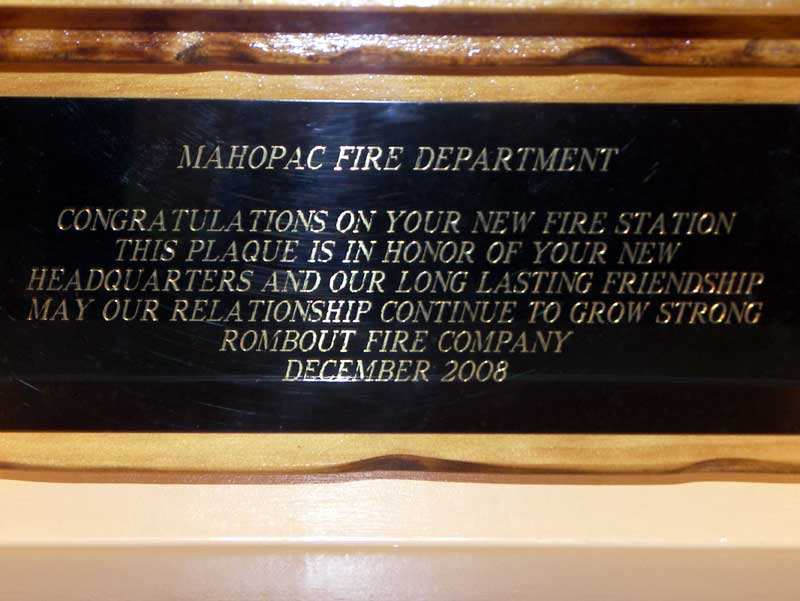 MAHOPAC FIRE DEPARTMENT
CONGRATULATIONS ON YOUR NEW FIRE STATION
THIS PLAQUE IS IN HONOR OF YOUR NEW
HEADQUARTERS AND OUR LONG LASTING FRIENDSHIP
MAY OUR RELATIONSHIP CONTINUE TO GROW STRONG
ROMBOUT FIRE COMPANY
DECEMBER 2008